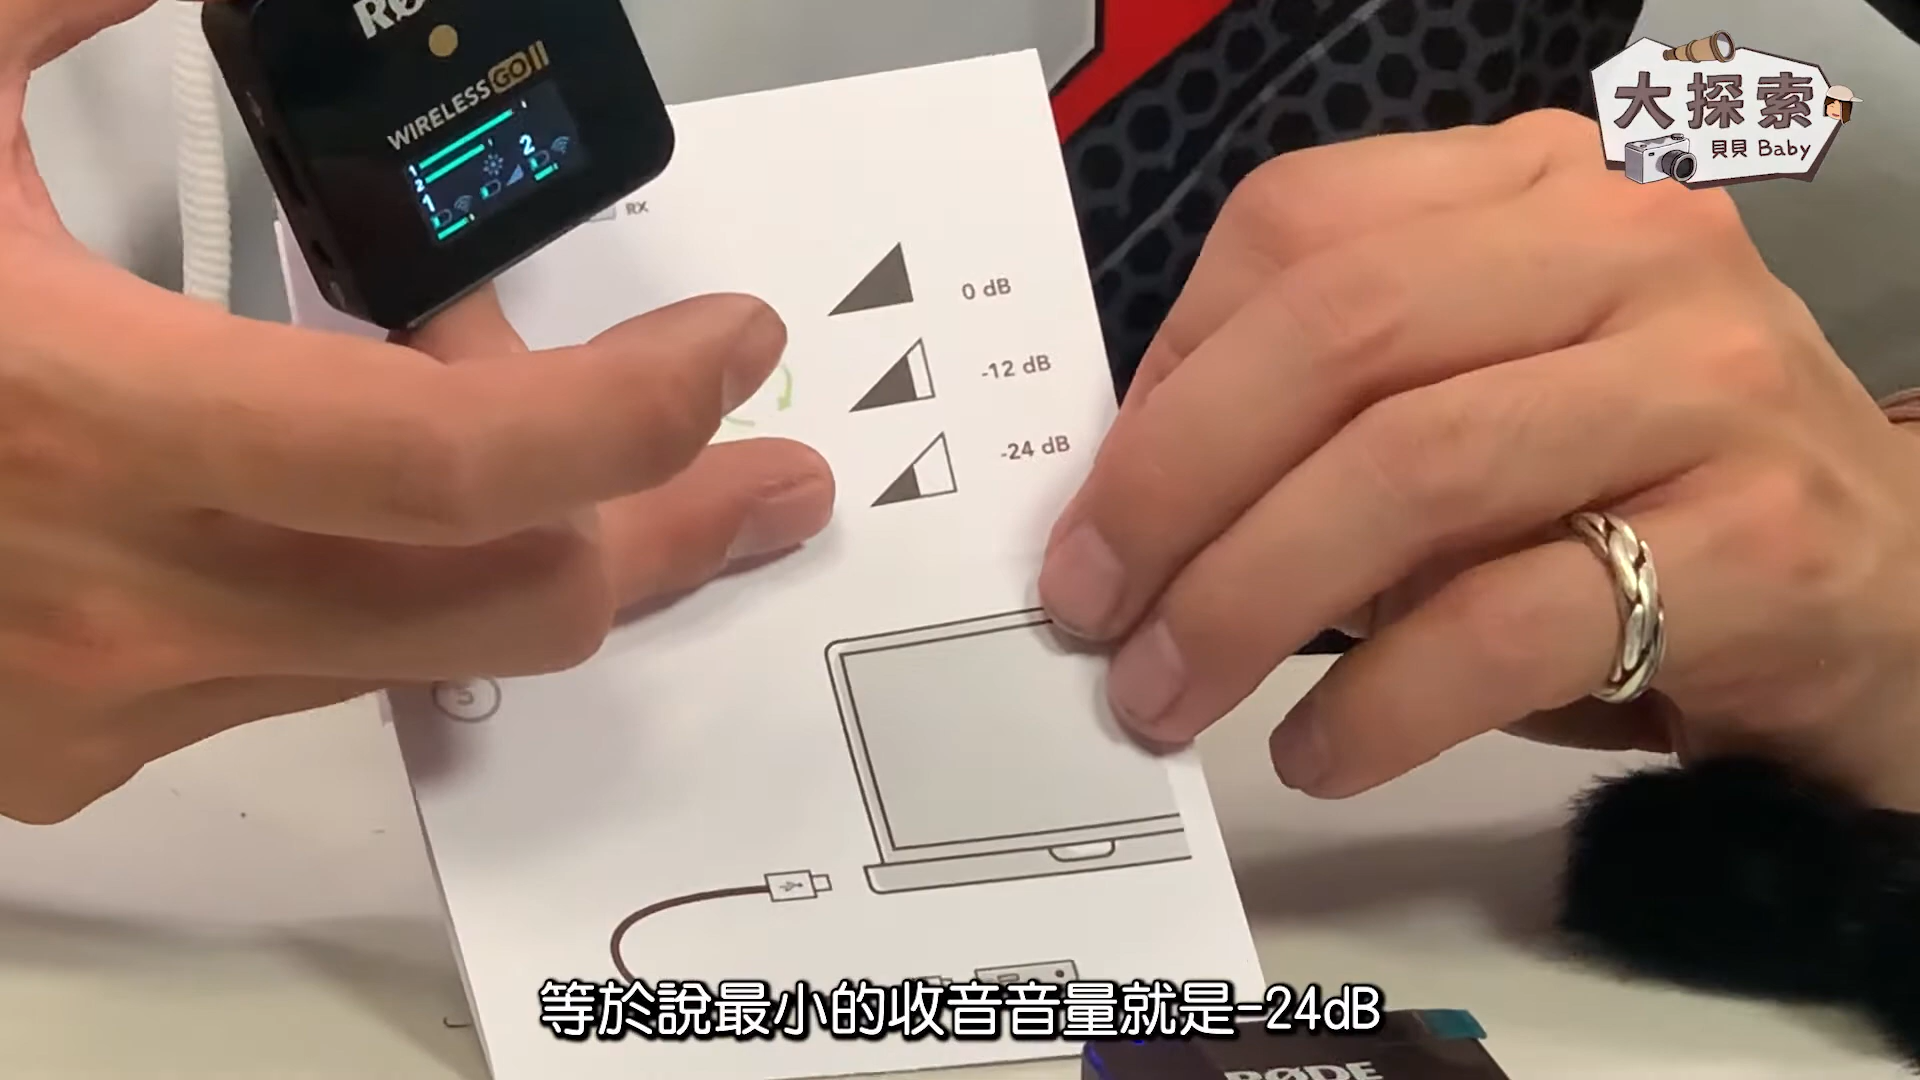 RØDE
WIRELESS GO II
1
2
1
2
大探索
貝貝 Baby
RX
0 dB
-12 dB
-24 dB
5
等於說最小的收音音量就是-24dB
RØDE